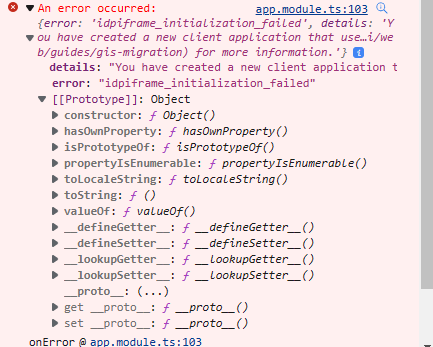 An error occurred: app.module.ts:103
{error: 'idpiframe_initialization_failed', details: 'Y
ou have created a new client application that use…i/we
b/guides/gis-migration) for more information.'}
details: "You have created a new client application t
error: "idpiframe_initialization_failed"
[[Prototype]]: Object
constructor: ƒ Object()
hasOwnProperty: ƒ hasOwnProperty()
isPrototypeOf: ƒ isPrototypeOf()
propertyIsEnumerable: ƒ propertyIsEnumerable()
toLocaleString: ƒ toLocaleString()
toString: ƒ ()
valueOf: ƒ valueOf()
__defineGetter__: ƒ __defineGetter__()
__defineSetter__: ƒ __defineSetter__()
__lookupGetter__: ƒ __lookupGetter__()
__lookupSetter__: ƒ __lookupSetter__()
__proto__: (...)
get __proto__: ƒ __proto__()
set __proto__: ƒ __proto__()
onError @ app.module.ts:103